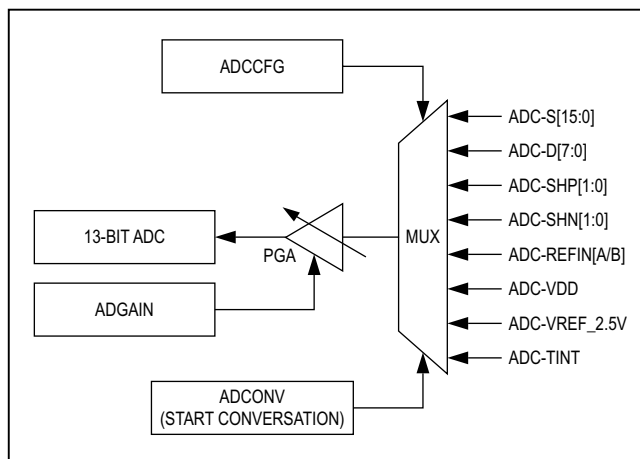 ADCCFG
ADC-S[15:0]
ADC-D[7:0]
ADC-SHP[1:0]
ADC-SHN[1:0]
13-BIT ADC
PGA
MUX
ADC-REFIN[A/B]
ADGAIN
ADC-VDD
ADC-VREF_2.5V
ADC-TINT
ADCONV
(START CONVERSATION)